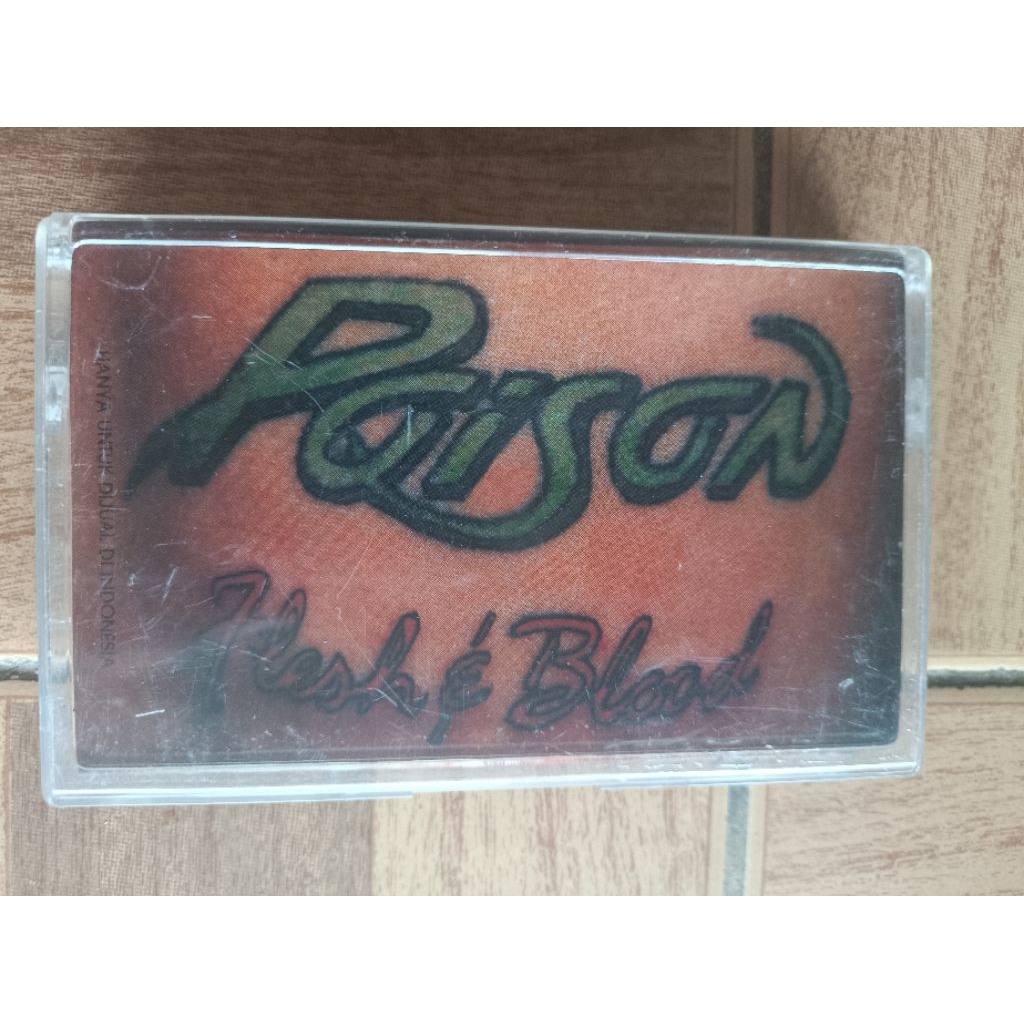 Poison
Flesh & Blood
HANYA UNTUK DIJUAL DI INDONESIA